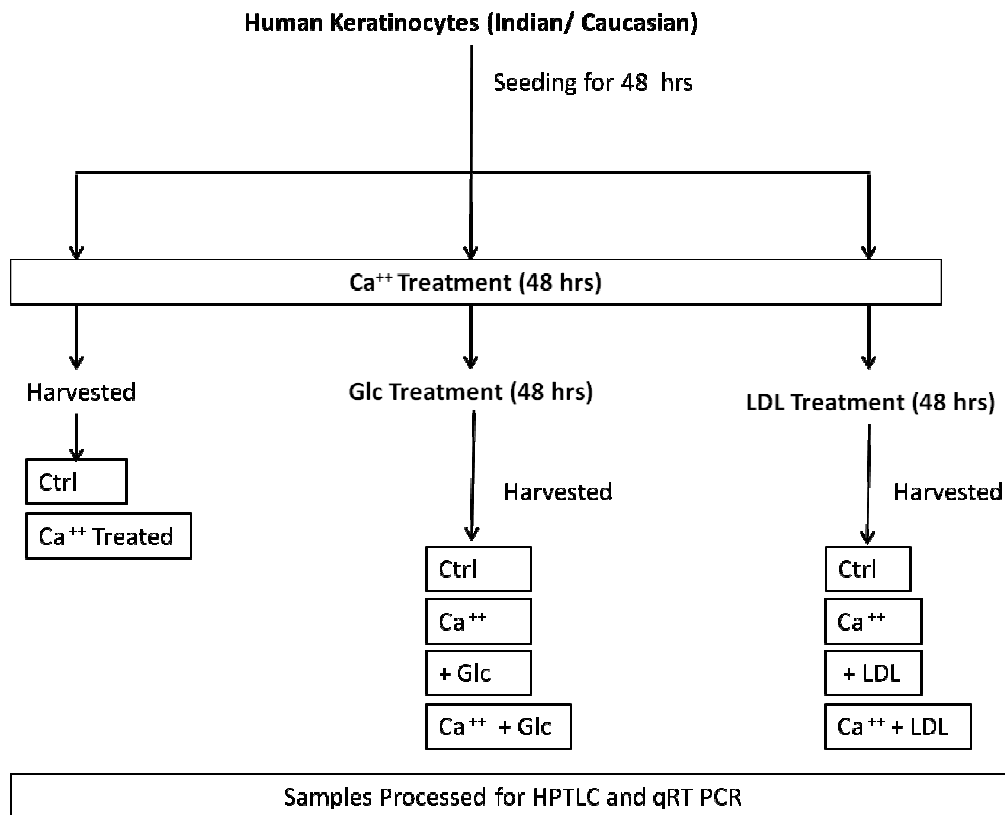 Human Keratinocytes (Indian/ Caucasian)
Seeding for 48 hrs
Ca⁺⁺ Treatment (48 hrs)
Harvested
Ctrl
Ca⁺⁺ Treated
Glc Treatment (48 hrs)
Harvested
Ctrl
Ca⁺⁺
+ Glc
Ca⁺⁺ + Glc
LDL Treatment (48 hrs)
Harvested
Ctrl
Ca⁺⁺
+ LDL
Ca⁺⁺ + LDL
Samples Processed for HPTLC and qRT PCR